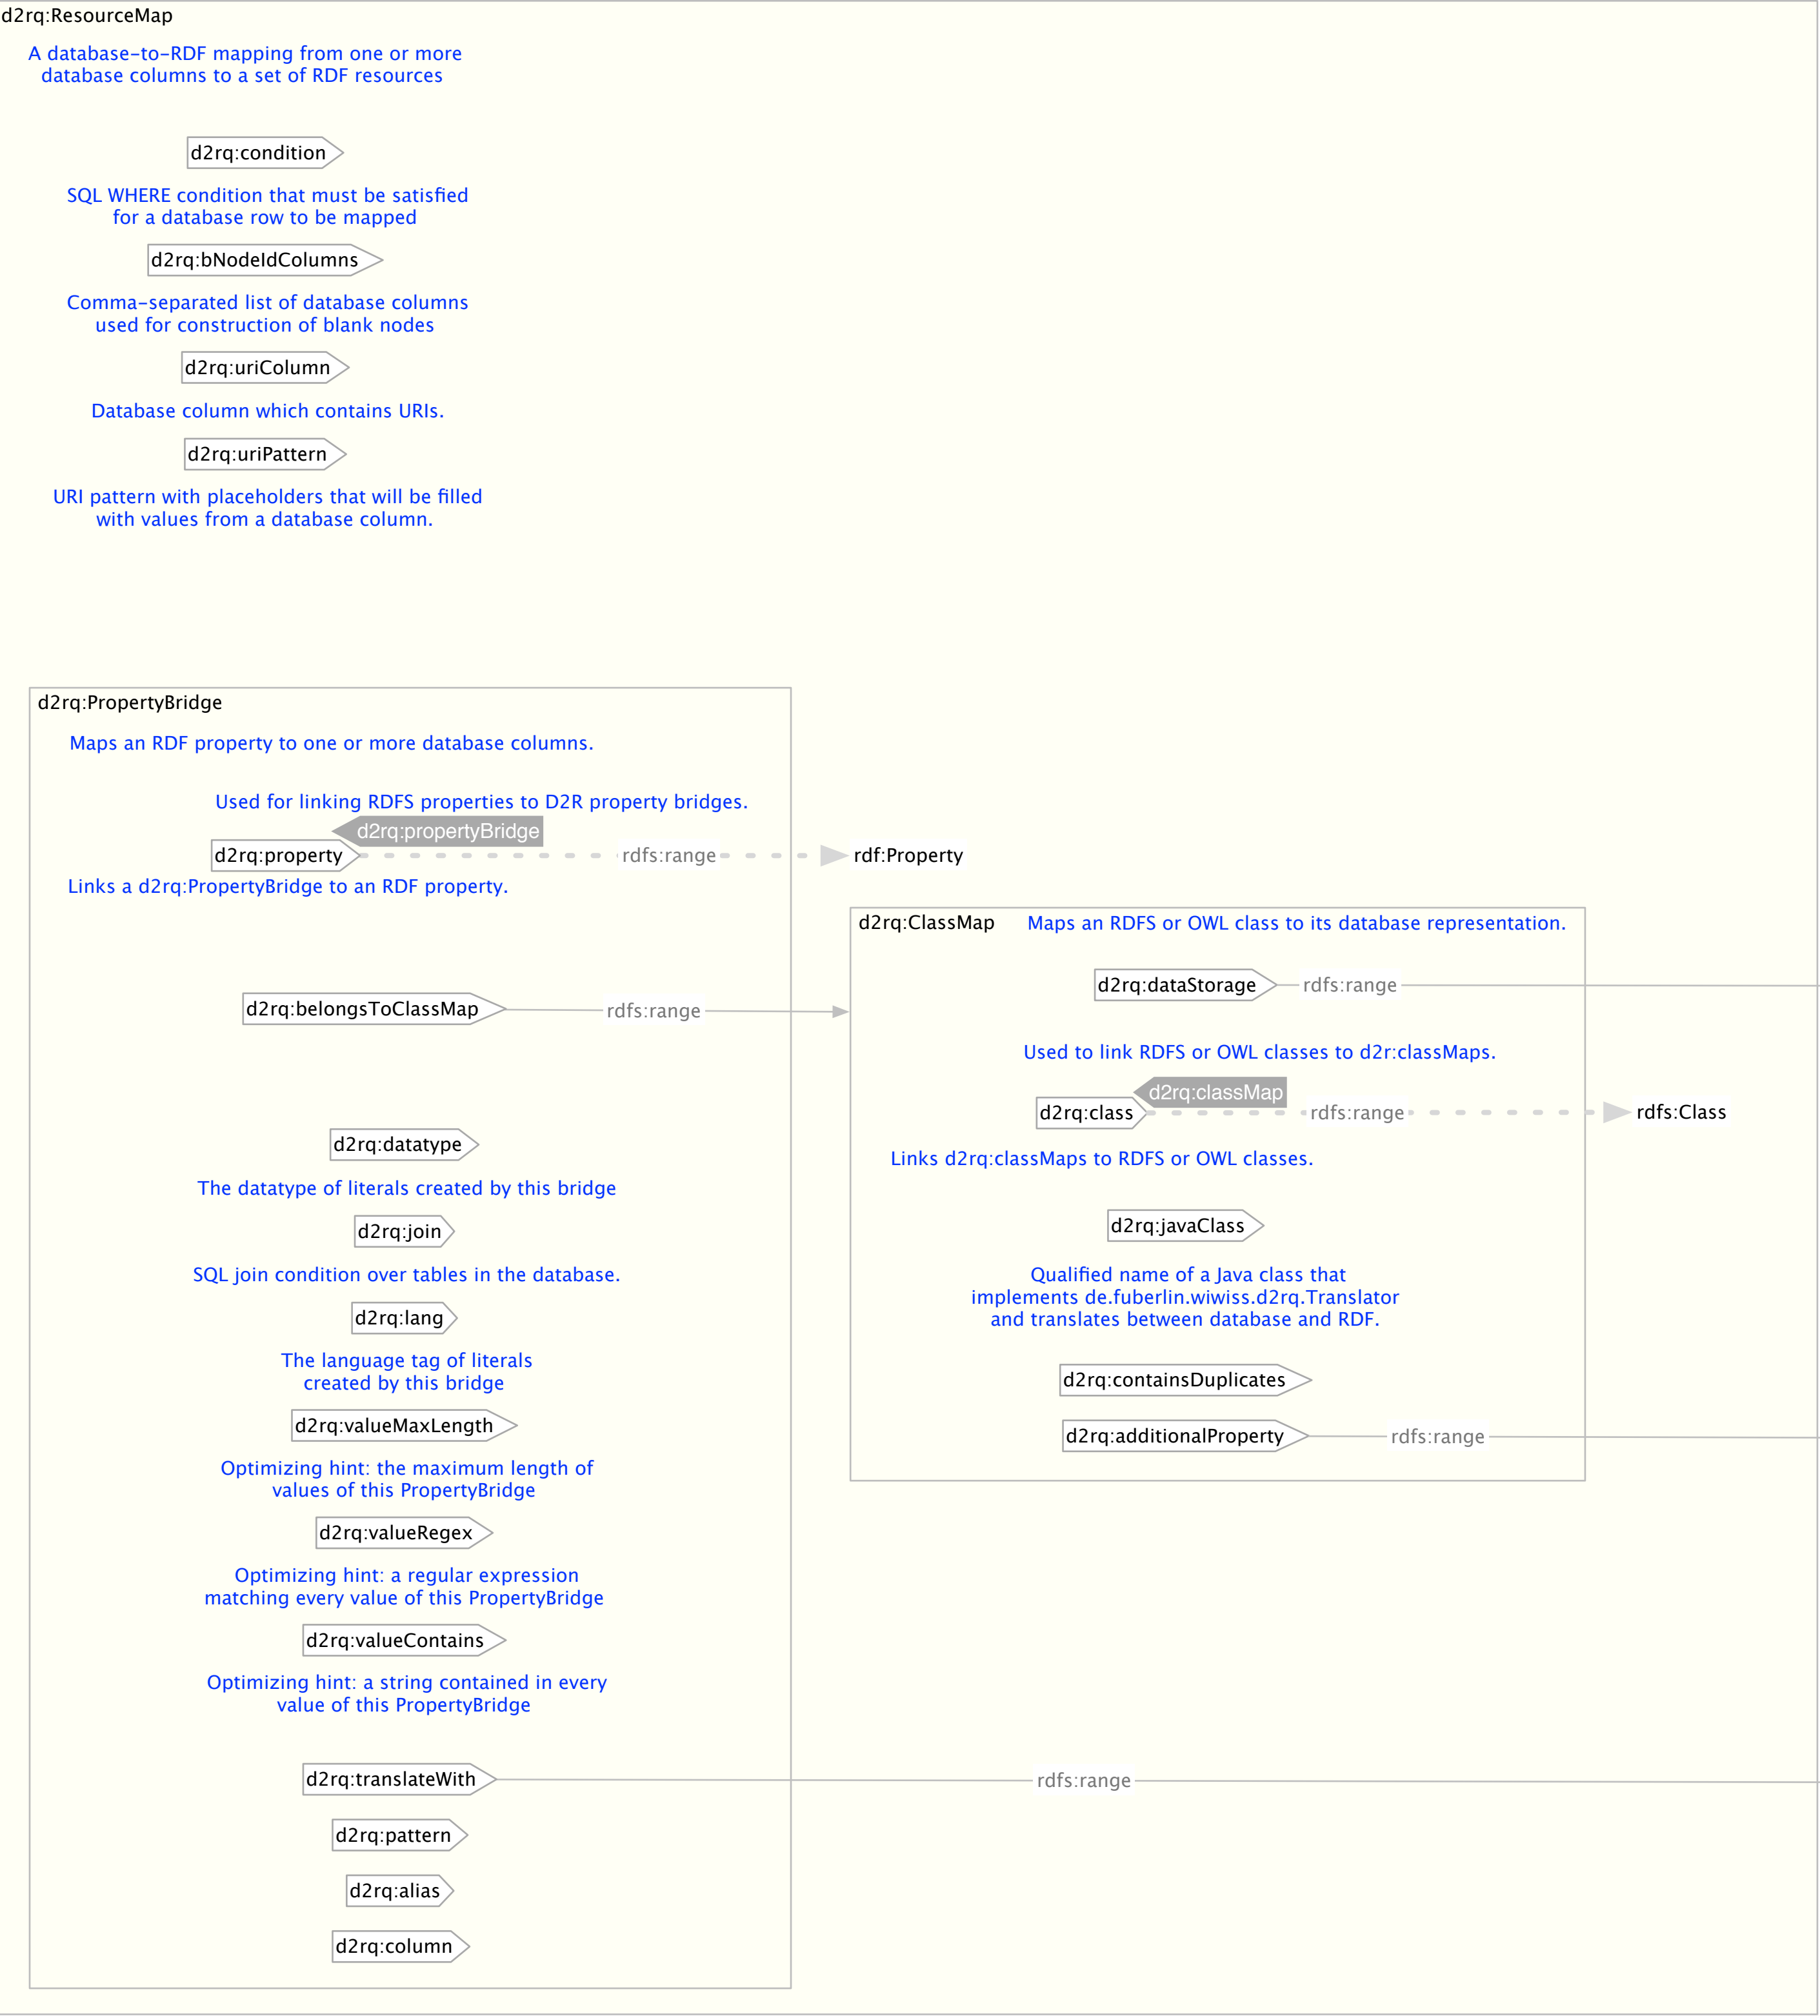 d2rq:ResourceMap
A database-to-RDF mapping from one or more
database columns to a set of RDF resources
d2rq:condition
SQL WHERE condition that must be satisfied
for a database row to be mapped
d2rq:bNodeIdColumns
Comma-separated list of database columns
used for construction of blank nodes
d2rq:uriColumn
Database column which contains URIs.
d2rq:uriPattern
URI pattern with placeholders that will be filled
with values from a database column.
d2rq:PropertyBridge
Maps an RDF property to one or more database columns.
Used for linking RDFS properties to D2R property bridges.
d2rq:propertyBridge
d2rq:property
rdfs:range
rdf:Property
Links a d2rq:PropertyBridge to an RDF property.
d2rq:belongsToClassMap
rdfs:range
d2rq:datatype
The datatype of literals created by this bridge
d2rq:join
SQL join condition over tables in the database.
d2rq:lang
The language tag of literals
created by this bridge
d2rq:valueMaxLength
Optimizing hint: the maximum length of
values of this PropertyBridge
d2rq:valueRegex
Optimizing hint: a regular expression
matching every value of this PropertyBridge
d2rq:valueContains
Optimizing hint: a string contained in every
value of this PropertyBridge
d2rq:translateWith
rdfs:range
d2rq:pattern
d2rq:alias
d2rq:column
d2rq:ClassMap
Maps an RDFS or OWL class to its database representation.
d2rq:dataStorage
rdfs:range
Used to link RDFS or OWL classes to d2r:classMaps.
d2rq:classMap
d2rq:class
rdfs:range
rdfs:Class
Links d2rq:classMaps to RDFS or OWL classes.
d2rq:javaClass
Qualified name of a Java class that
implements de.fuberlin.wiwiss.d2rq.Translator
and translates between database and RDF.
d2rq:containsDuplicates
d2rq:additionalProperty
rdfs:range